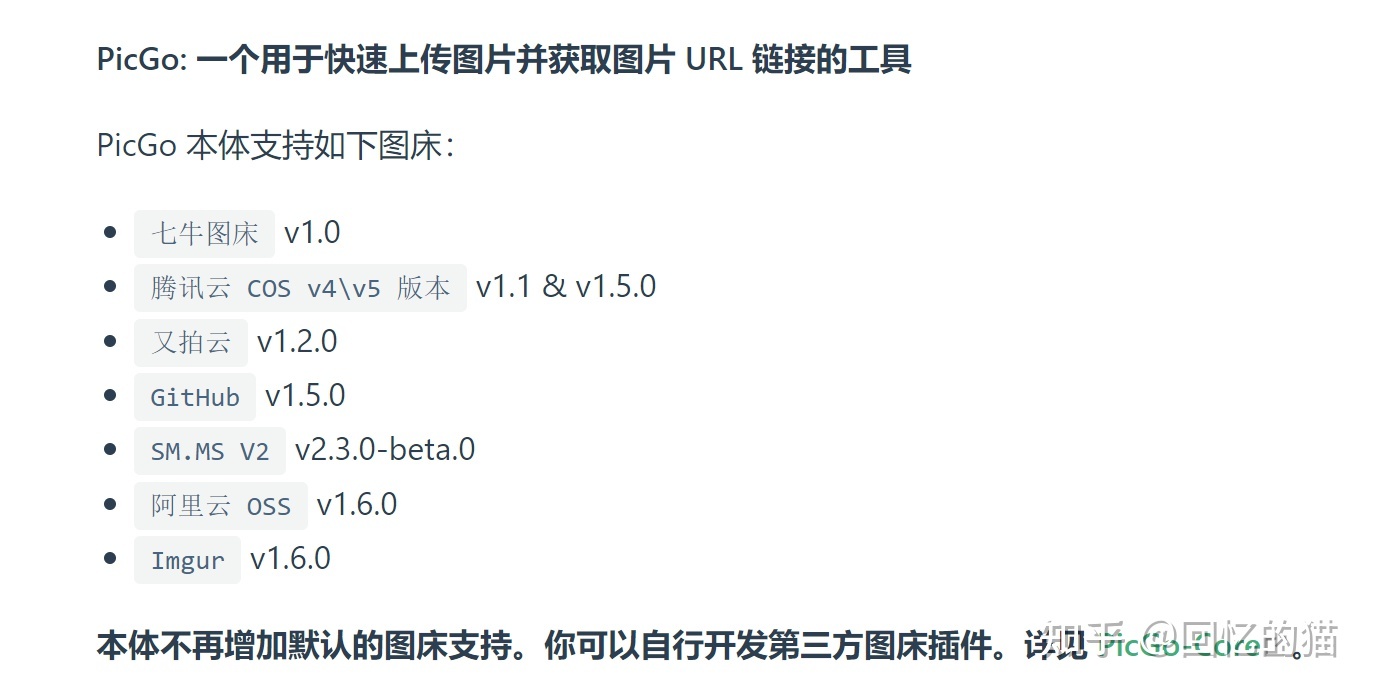 PicGo: 一个用于快速上传图片并获取图片 URL 链接的工具
PicGo 本体支持如下图床：
• 七牛图床 v1.0
• 腾讯云 COS v4\v5 版本 v1.1 & v1.5.0
• 又拍云 v1.2.0
• GitHub v1.5.0
• SM.MS V2 v2.3.0-beta.0
• 阿里云 OSS v1.6.0
• Imgur v1.6.0
本体不再增加默认的图床支持。你可以自行开发第三方图床插件。详见 PicGo-Core。
知乎 @回忆的猫